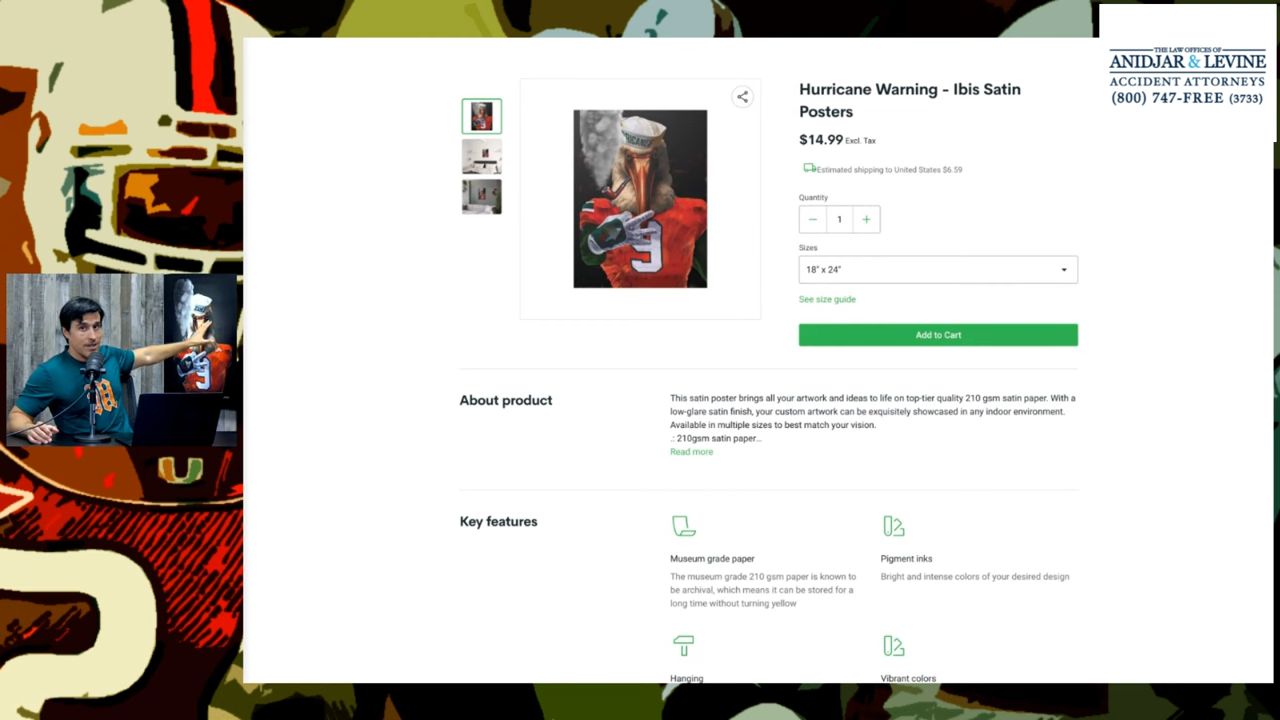 THE LAW OFFICES OF
ANIDJAR & LEVINE
ACCIDENT ATTORNEYS
(800) 747-FREE (3733)
Hurricane Warning - Ibis Satin
Posters
$14.99 Excl. Tax
Estimated shipping to United States $6.59
Quantity
− 1 +
Sizes
18" x 24"
See size guide
Add to Cart
9
About product
This satin poster brings all your artwork and ideas to life on top-tier quality 210 gsm satin paper. With a
low-glare satin finish, your custom artwork can be exquisitely showcased in any indoor environment.
Available in multiple sizes to best match your vision.
.: 210gsm satin paper...
Read more
Key features
Museum grade paper
The museum grade 210 gsm paper is known to
be archival, which means it can be stored for a
long time without turning yellow
Pigment inks
Bright and intense colors of your desired design
Hanging
Vibrant colors